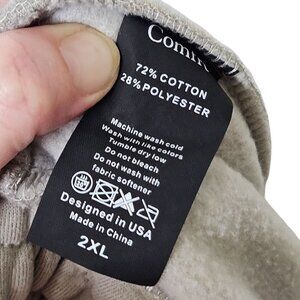 72% COTTON
28% POLYESTER
Machine wash cold
Wash with like colors
Tumble dry low
Do not bleach
Do not wash with
fabric softener
Designed in USA
Made in China
2XL